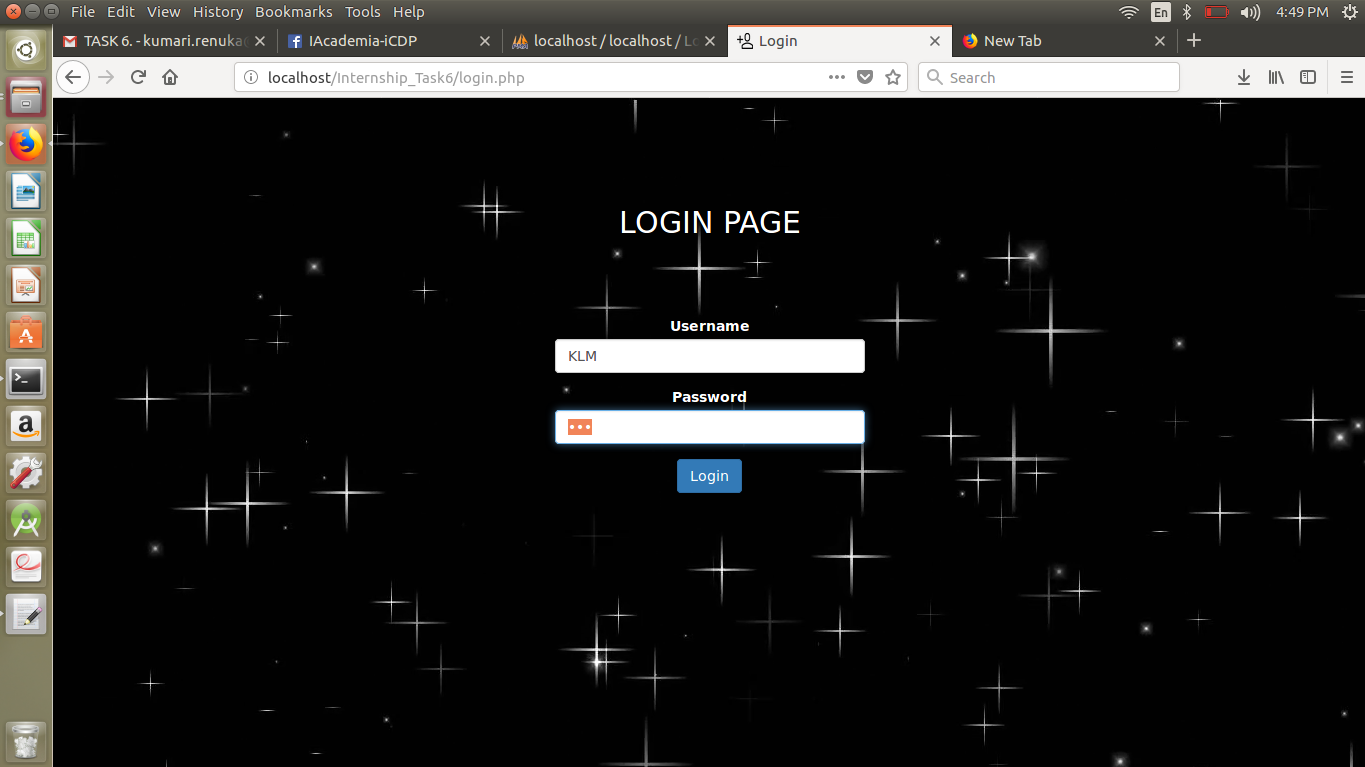 File Edit View History Bookmarks Tools Help
En 4:49 PM
TASK 6. - kumari.renuka
IAcademia-iCDP
localhost / localhost / Lo
Login
New Tab
localhost/Internship_Task6/login.php
Search
LOGIN PAGE
Username
KLM
Password
Login